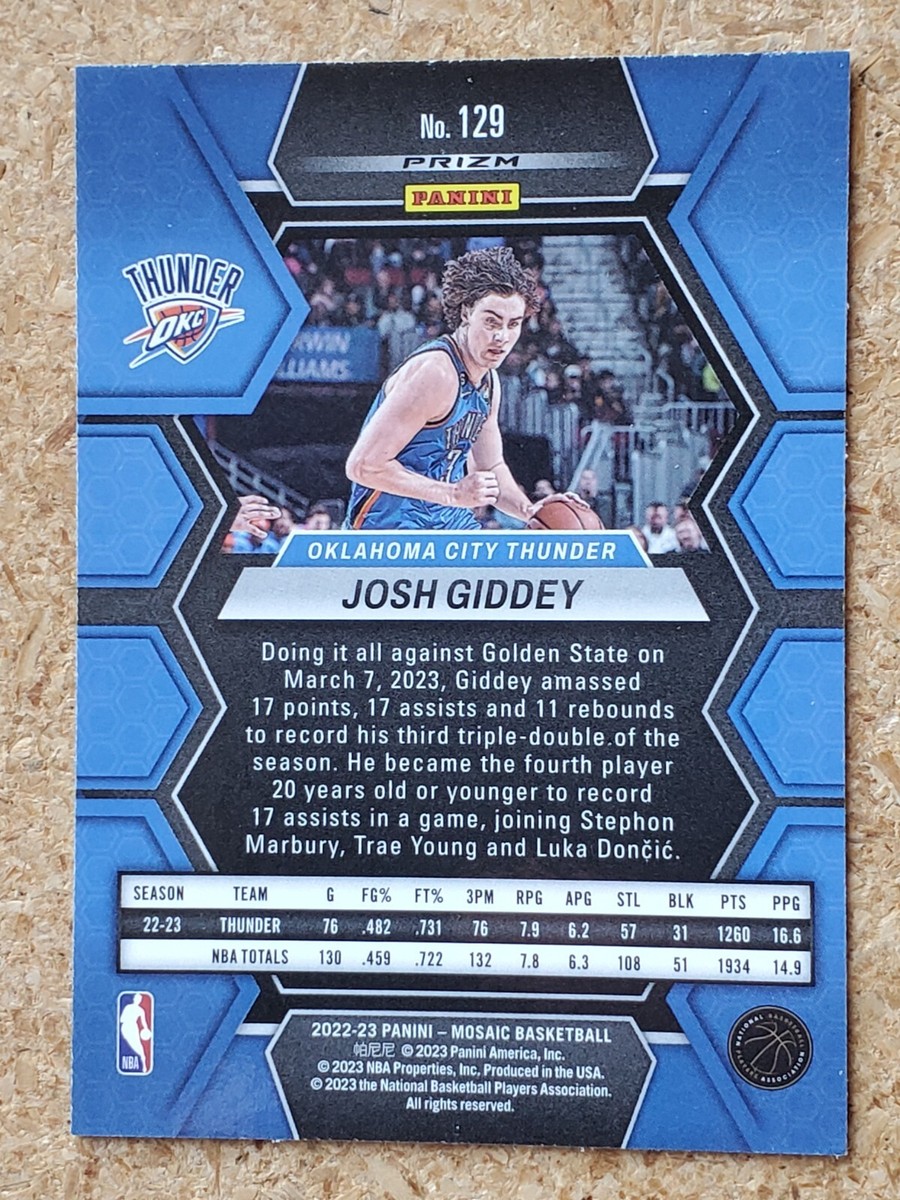 No. 129
PRIZM
PANINI
THUNDER
OKC
RWIN
LLIAMS
THUN
OKLAHOMA CITY THUNDER
JOSH GIDDEY
Doing it all against Golden State on
March 7, 2023, Giddey amassed
17 points, 17 assists and 11 rebounds
to record his third triple-double of the
season. He became the fourth player
20 years old or younger to record
17 assists in a game, joining Stephon
Marbury, Trae Young and Luka Dončić.
SEASON TEAM G FG% FT% 3PM RPG APG STL BLK PTS PPG
22-23 THUNDER 76 .482 .731 76 7.9 6.2 57 31 1260 16.6
NBA TOTALS 130 .459 .722 132 7.8 6.3 108 51 1934 14.9
NBA
2022-23 PANINI – MOSAIC BASKETBALL
帕尼尼 © 2023 Panini America, Inc.
© 2023 NBA Properties, Inc, Produced in the USA.
© 2023 the National Basketball Players Association.
All rights reserved.
NATIONAL BASKETBALL
PLAYERS ASSOCIATION